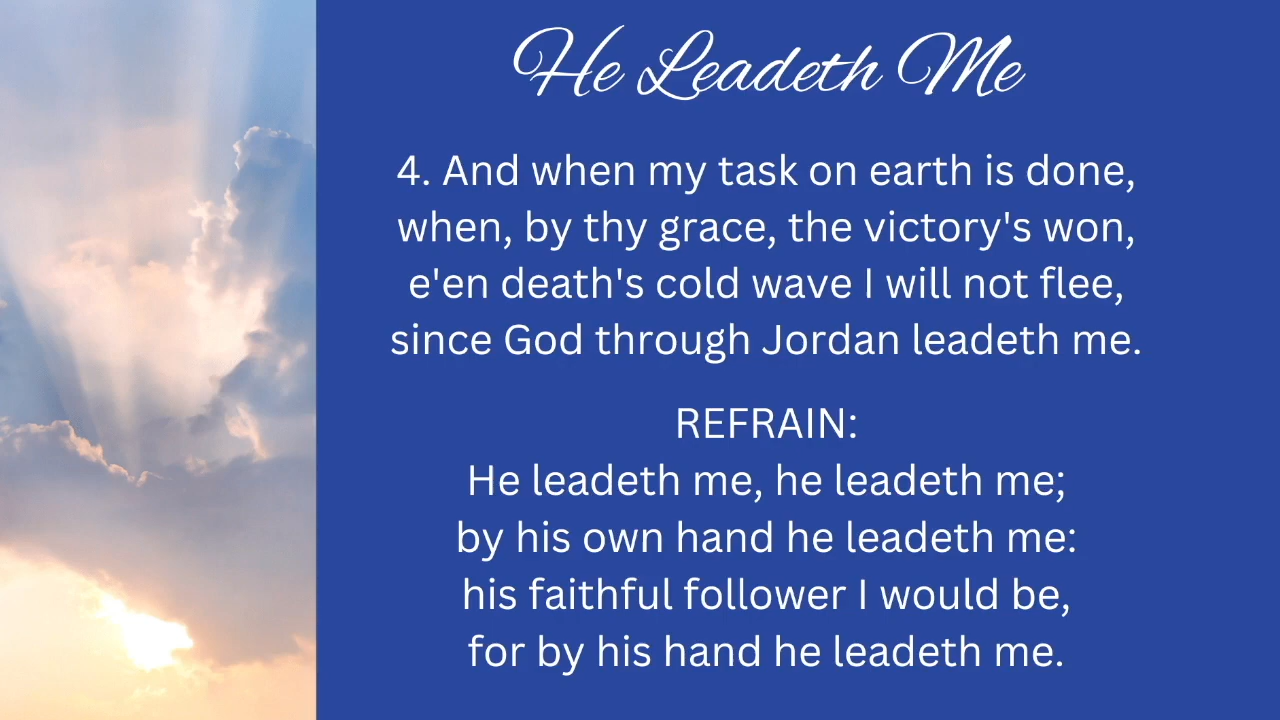 He Leadeth Me
4. And when my task on earth is done,
when, by thy grace, the victory's won,
e'en death's cold wave I will not flee,
since God through Jordan leadeth me.
REFRAIN:
He leadeth me, he leadeth me;
by his own hand he leadeth me:
his faithful follower I would be,
for by his hand he leadeth me.